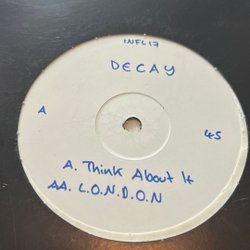 INFL17
DECAY
A
45
A. Think About It
AA. L.O.N.D.O.N